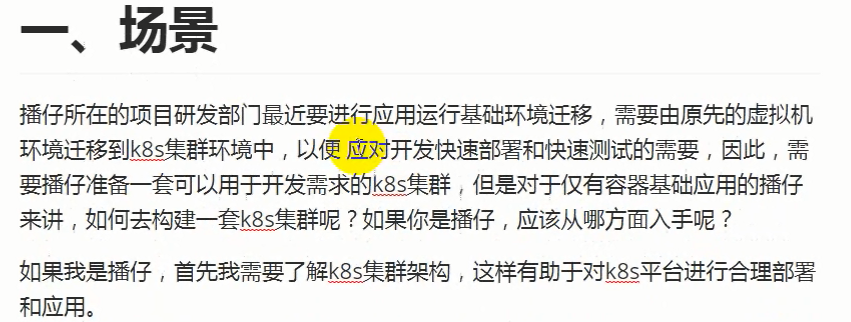 一、场景
播仔所在的项目研发部门最近要进行应用运行基础环境迁移，需要由原先的虚拟机
环境迁移到k8s集群环境中，以便 应对开发快速部署和快速测试的需要，因此，需
要播仔准备一套可以用于开发需求的k8s集群，但是对于仅有容器基础应用的播仔
来讲，如何去构建一套k8s集群呢？如果你是播仔，应该从哪方面入手呢？
如果我是播仔，首先我需要了解k8s集群架构，这样有助于对k8s平台进行合理部署
和应用。